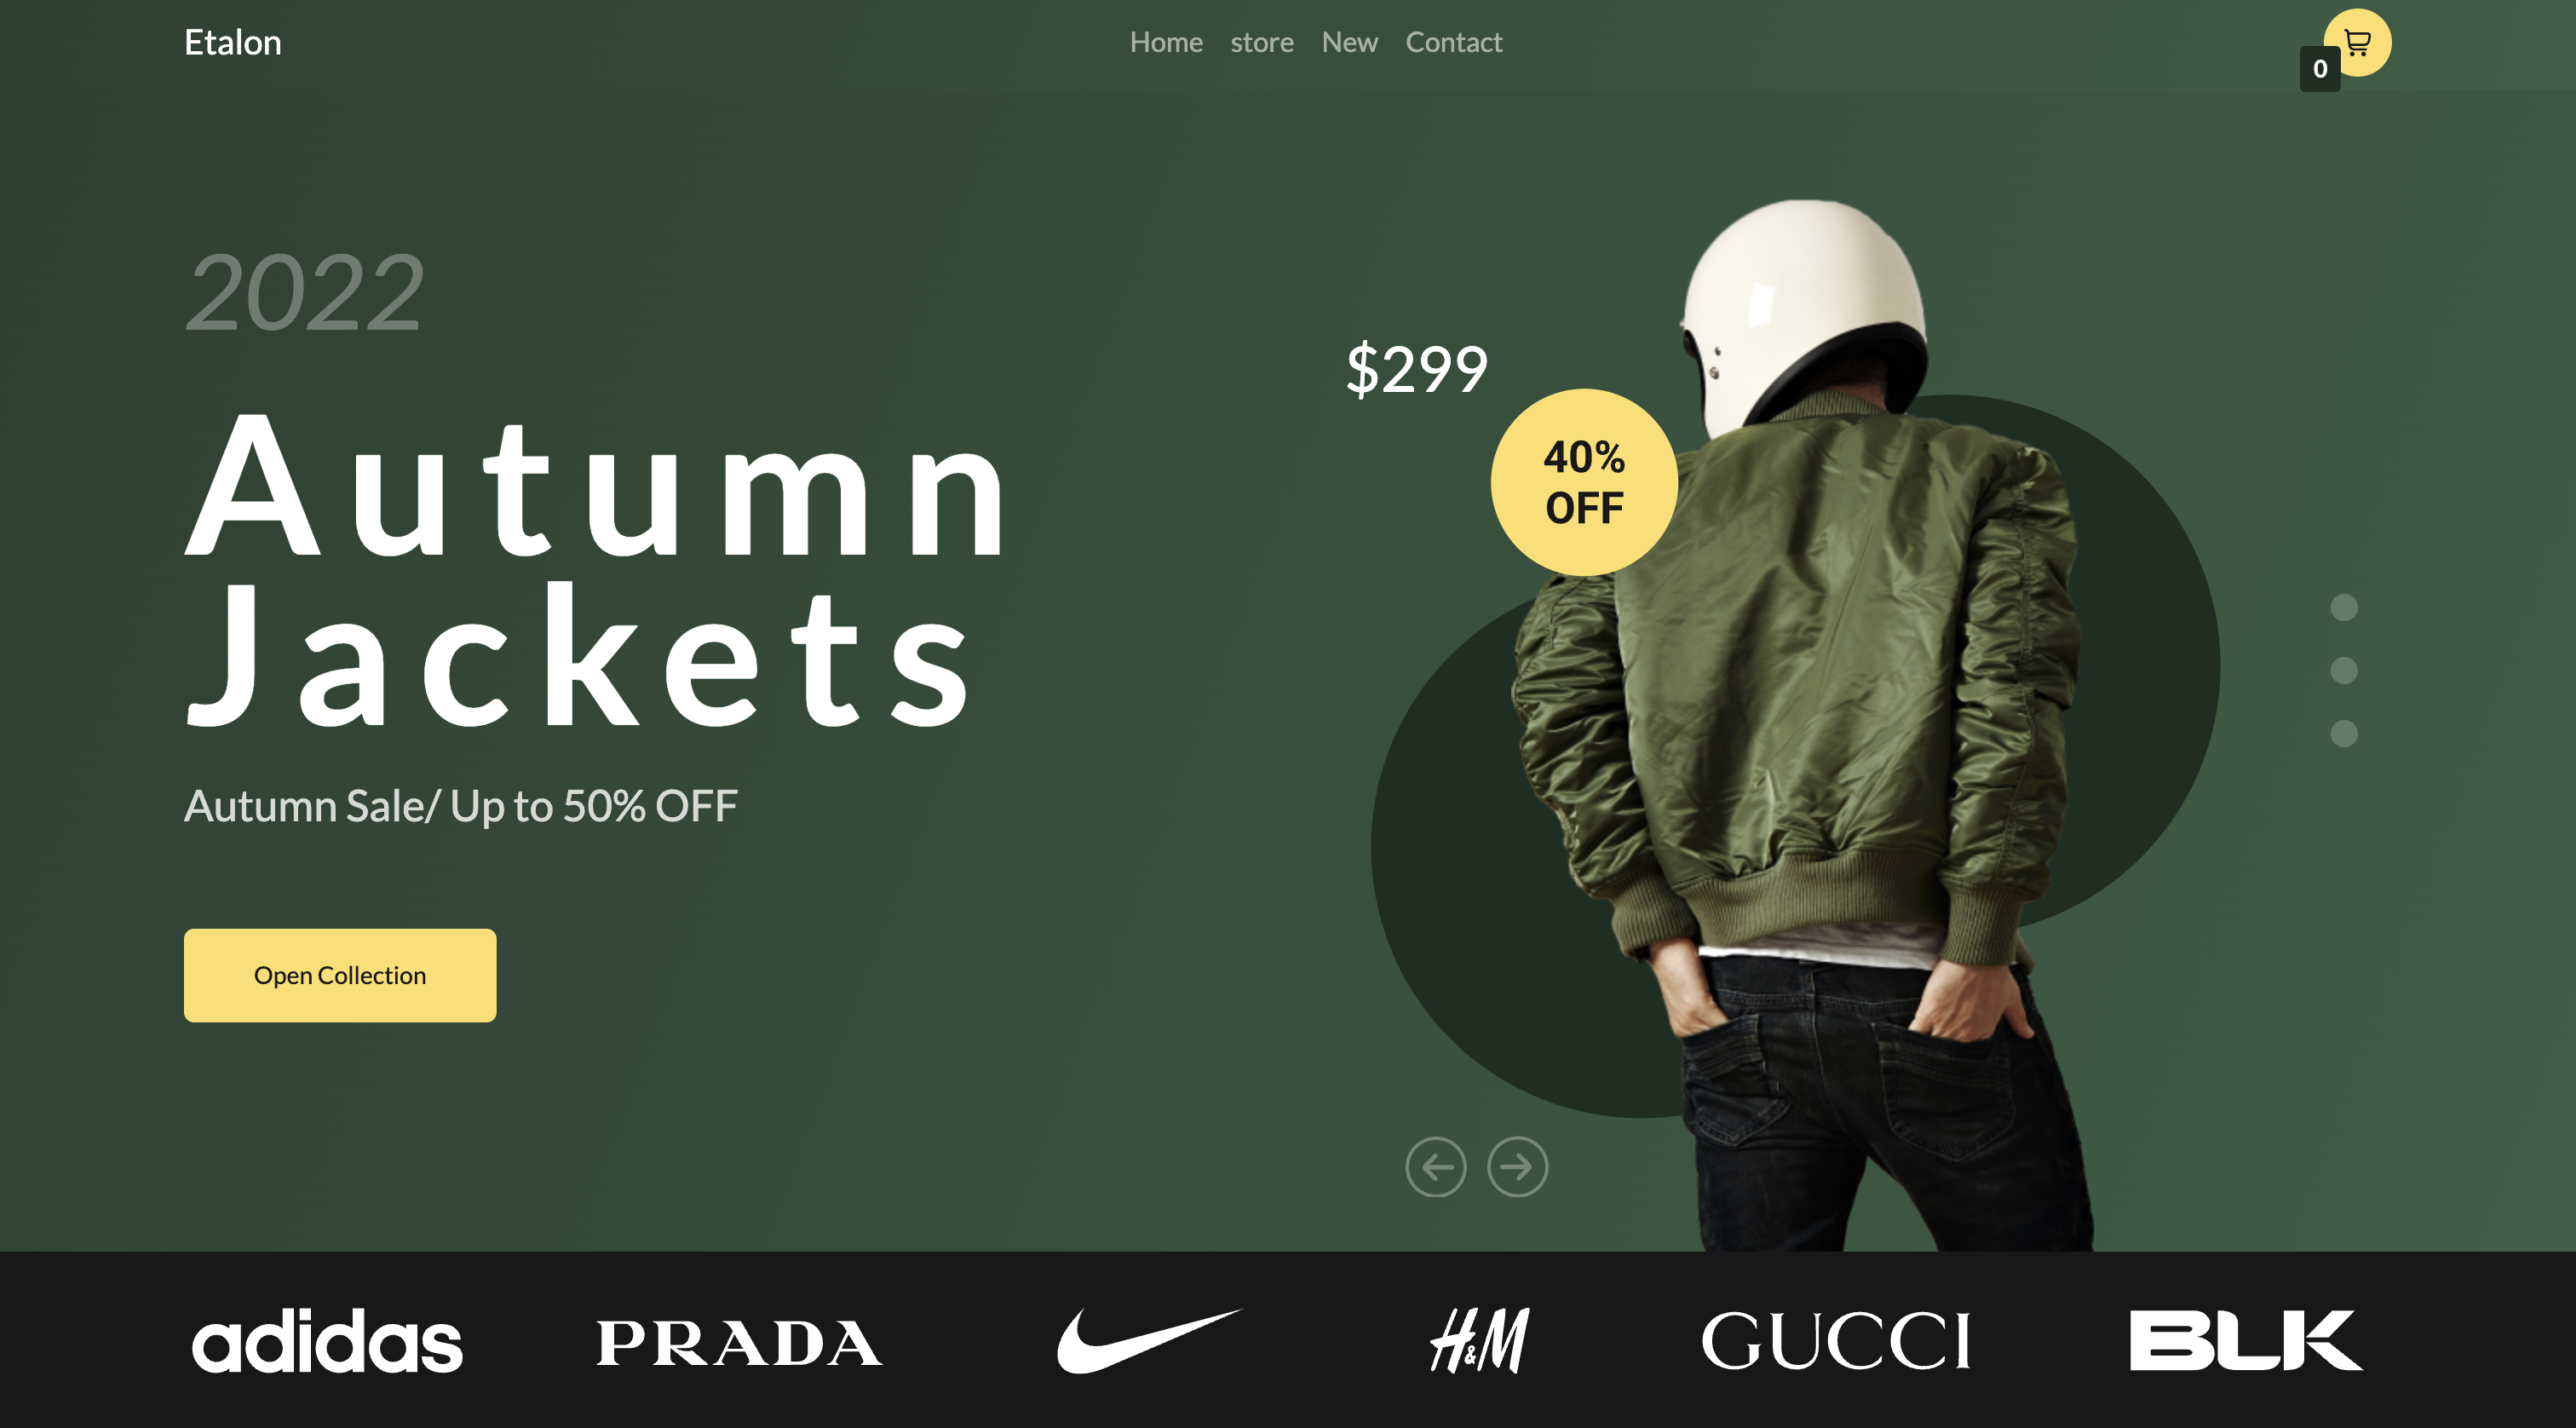 Etalon
Home store New Contact
0
2022
Autumn
Jackets
Autumn Sale/ Up to 50% OFF
Open Collection
$299
40%
OFF
adidas PRADA H&M GUCCI BLK